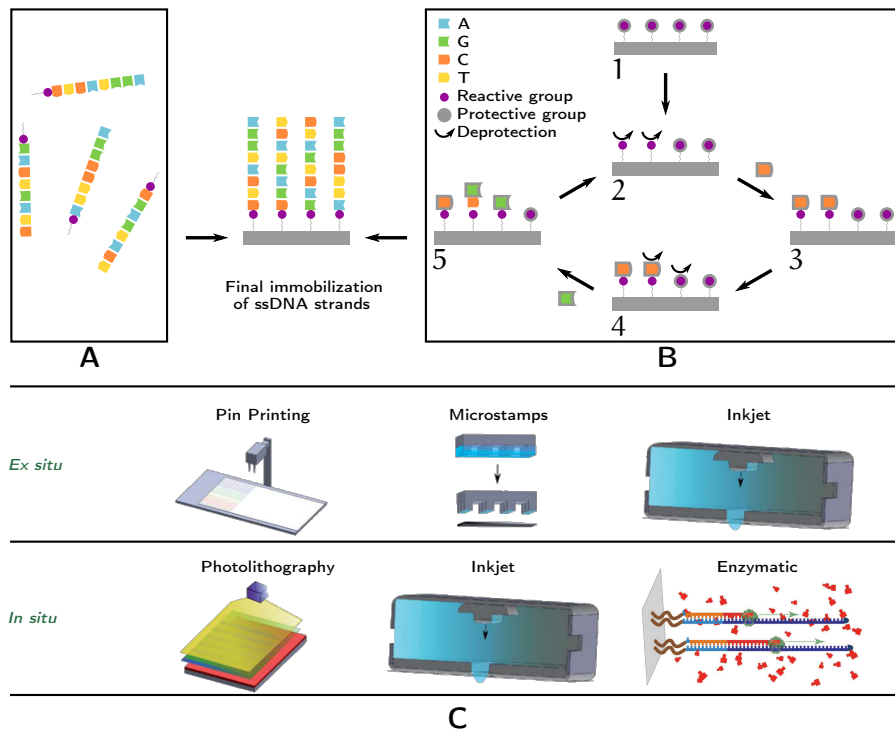 A
G
C
T
Reactive group
Protective group
Deprotection
1
2
3
4
5
Final immobilization
of ssDNA strands
A
B
Pin Printing
Microstamps
Inkjet
Ex situ
Photolithography
Inkjet
Enzymatic
In situ
C